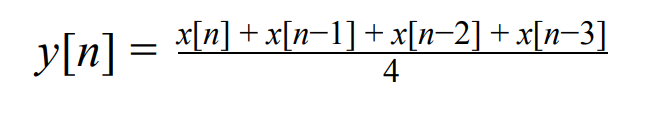 y[n] = x[n] + x[n−1] + x[n−2] + x[n−3]
4